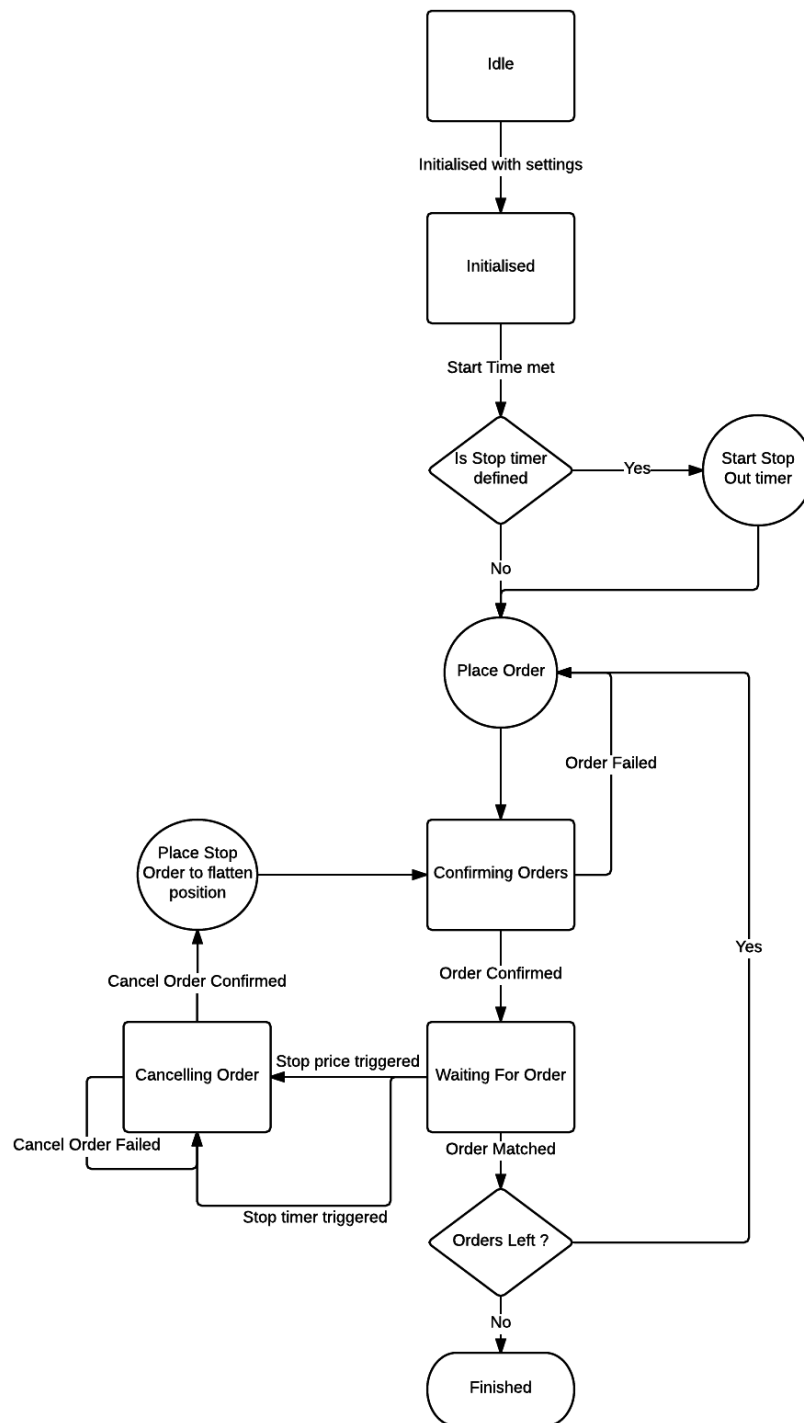 Idle
Initialised with settings
Initialised
Start Time met
Is Stop timer
defined
Yes
Start Stop
Out timer
No
Place Order
Order Failed
Place Stop
Order to flatten
position
Confirming Orders
Yes
Cancel Order Confirmed
Order Confirmed
Cancelling Order
Stop price triggered
Waiting For Order
Cancel Order Failed
Order Matched
Stop timer triggered
Orders Left ?
No
Finished